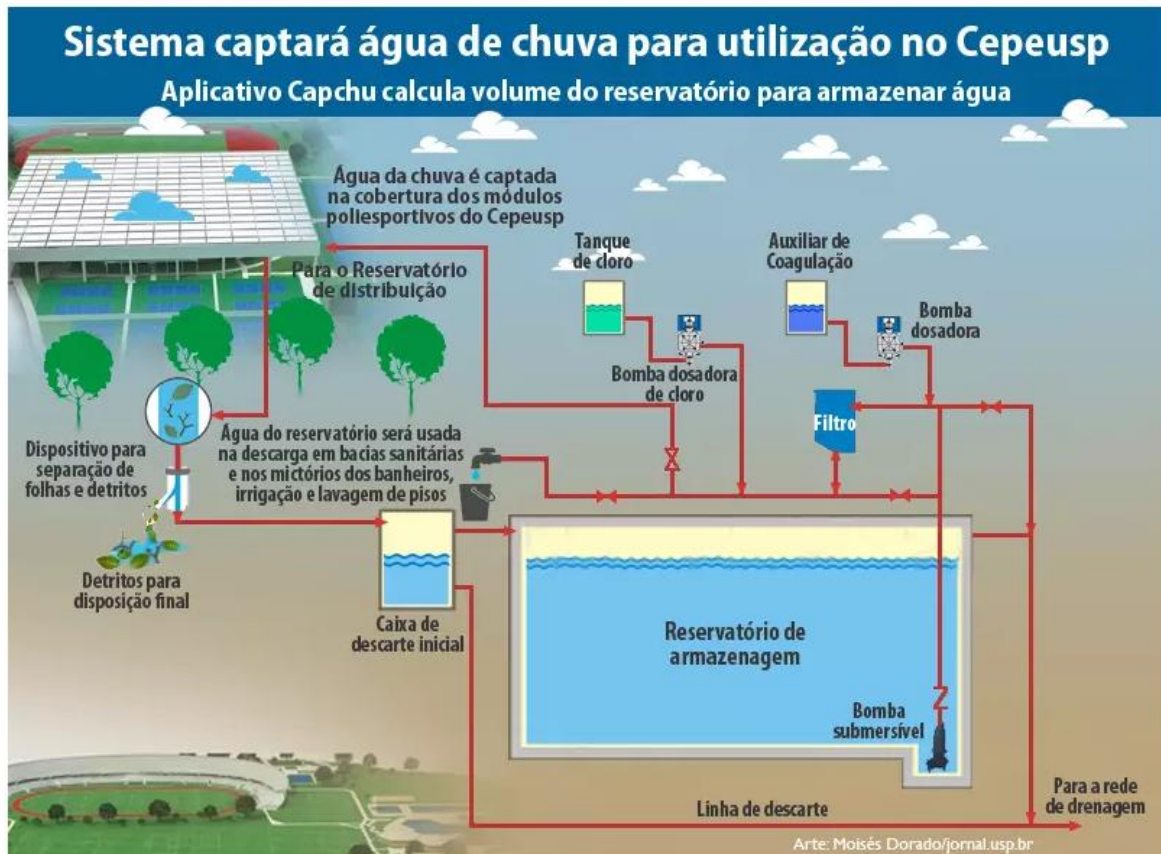 Sistema captará água de chuva para utilização no Cepeusp
Aplicativo Capchu calcula volume do reservatório para armazenar água
Água da chuva é captada
na cobertura dos módulos
poliesportivos do Cepeusp
Para o Reservatório
de distribuição
Tanque
de cloro
Auxiliar de
Coagulação
Bomba
dosadora
Bomba dosadora
de cloro
Filtro
Dispositivo para
separação de
folhas e detritos
Água do reservatório será usada
na descarga em bacias sanitárias
e nos mictórios dos banheiros,
irrigação e lavagem de pisos
Detritos para
disposição final
Caixa de
descarte inicial
Reservatório de
armazenagem
Bomba
submersível
Linha de descarte
Para a rede
de drenagem
Arte: Moisés Dorado/jornal.usp.br